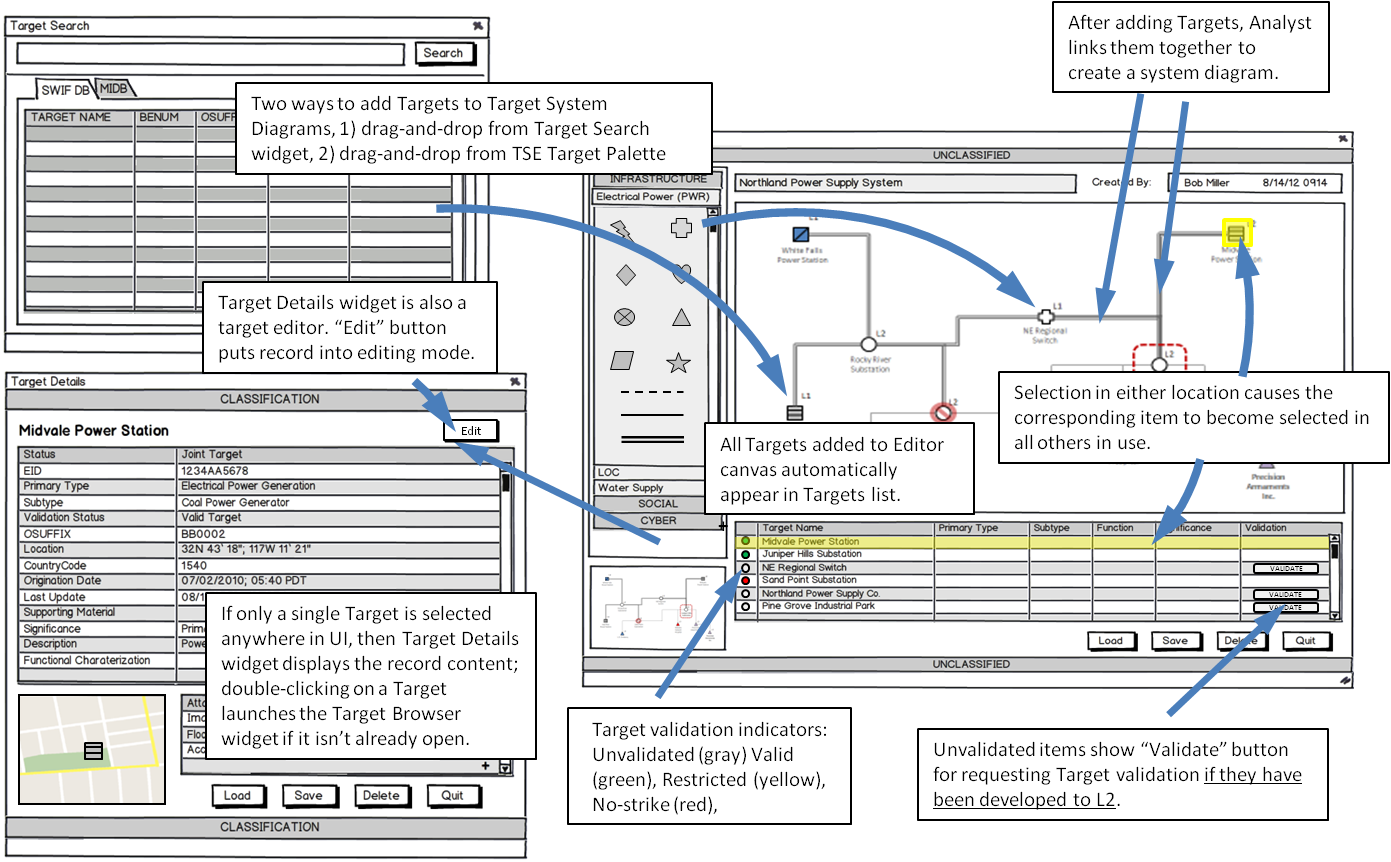 Target Search
Search
SWIF DB
MIDB
TARGET NAME
BENUM
Two ways to add Targets to Target System
Diagrams, 1) drag-and-drop from Target Search
widget, 2) drag-and-drop from TSE Target Palette
After adding Targets, Analyst
links them together to
create a system diagram.
UNCLASSIFIED
INFRASTRUCTURE
Electrical Power (PWR)
Northland Power Supply System
Created By:
Bob Miller 8/14/12 0914
L1
White Falls
Power Station
L2
Midvale
Power Station
L1
NE Regional
Switch
L2
Rocky River
Substation
L2
L1
L2
Precision
Armaments
Inc.
Selection in either location causes the
corresponding item to become selected in
all others in use.
All Targets added to Editor
canvas automatically
appear in Targets list.
LOC
Water Supply
SOCIAL
CYBER
Target Name Primary Type Subtype Function Validation
Midvale Power Station
Juniper Hills Substation
NE Regional Switch VALIDATE
Sand Point Substation
Northland Power Supply Co. VALIDATE
Pine Grove Industrial Park VALIDATE
Load Save Delete Quit
UNCLASSIFIED
Target Details widget is also a
target editor. “Edit” button
puts record into editing mode.
Target Details
CLASSIFICATION
Midvale Power Station
Edit
Status Joint Target
EID 1234AA5678
Primary Type Electrical Power Generation
Subtype Coal Power Generator
Validation Status Valid Target
OSUFFIX BB0002
Location 32N 43' 18"; 117W 11' 21"
CountryCode 1540
Origination Date 07/02/2010; 05:40 PDT
Last Update 08/1
Supporting Material
Significance Prim
Description Powe
Functional Charaterization
If only a single Target is selected
anywhere in UI, then Target Details
widget displays the record content;
double-clicking on a Target
launches the Target Browser
widget if it isn’t already open.
Load Save Delete Quit
CLASSIFICATION
Target validation indicators:
Unvalidated (gray) Valid
(green), Restricted (yellow),
No-strike (red),
Unvalidated items show “Validate” button
for requesting Target validation if they have
been developed to L2.